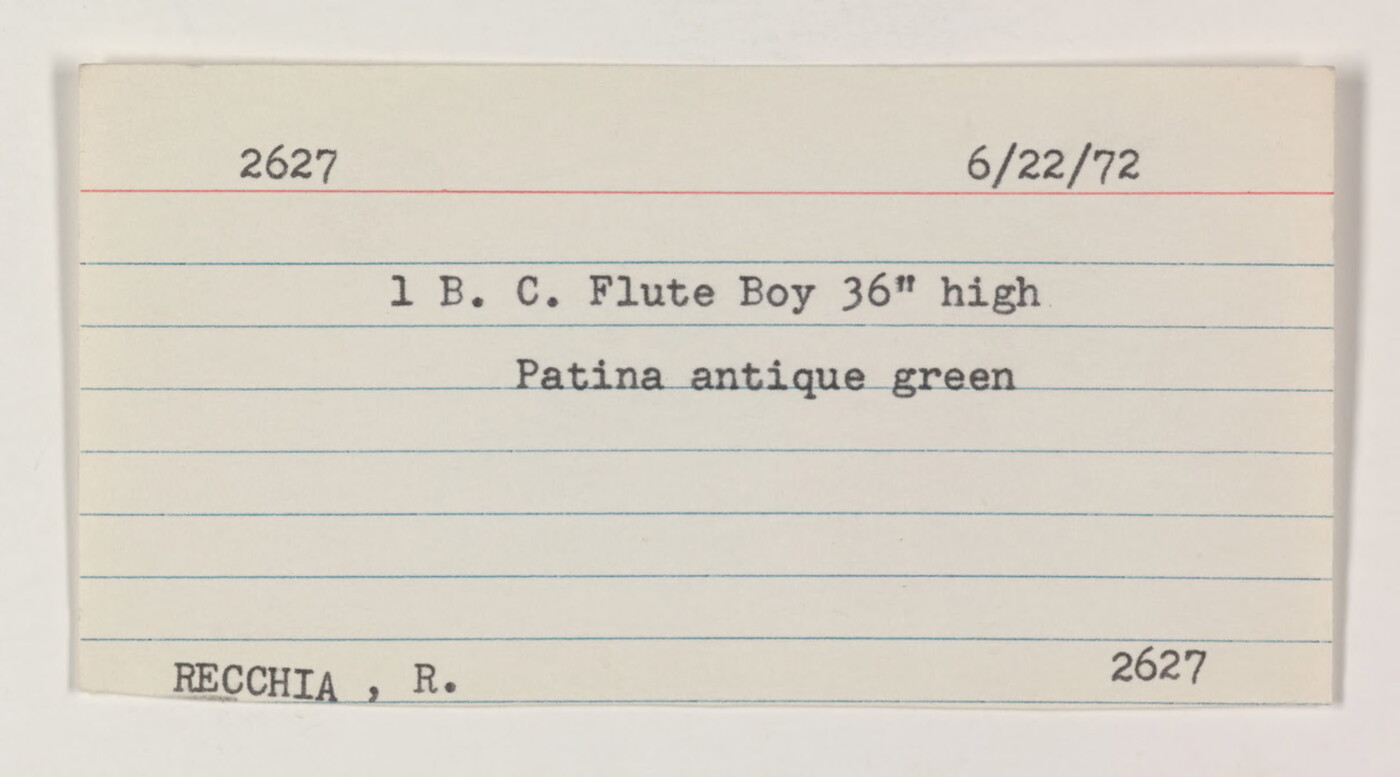 2627 6/22/72
1 B. C. Flute Boy 36" high
Patina antique green
RECCHIA , R. 2627